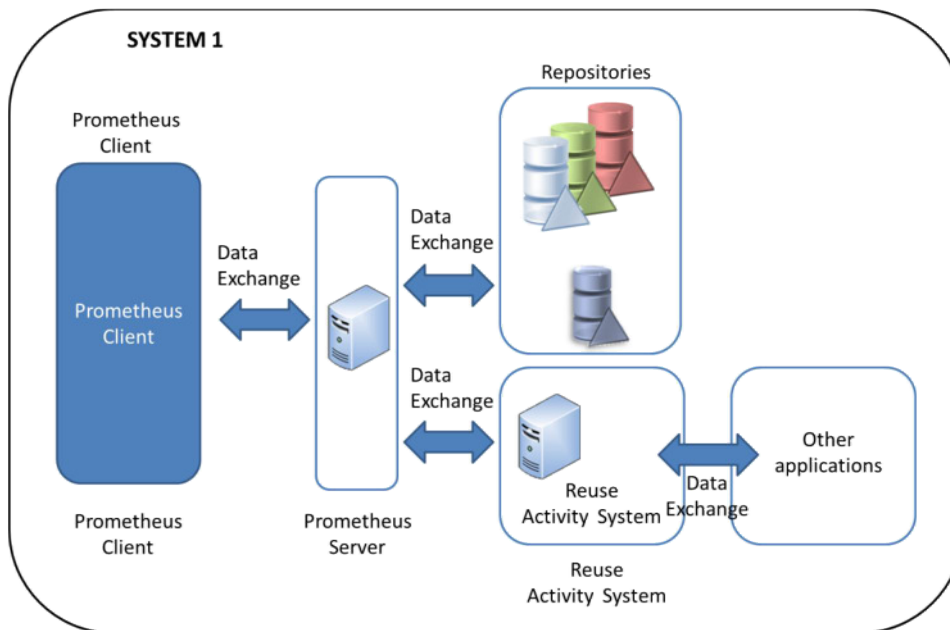 SYSTEM 1
Repositories
Prometheus
Client
Data
Exchange
Data
Exchange
Prometheus
Client
Data
Exchange
Other
applications
Reuse
Activity System
Data
Exchange
Prometheus
Client
Prometheus
Server
Reuse
Activity System